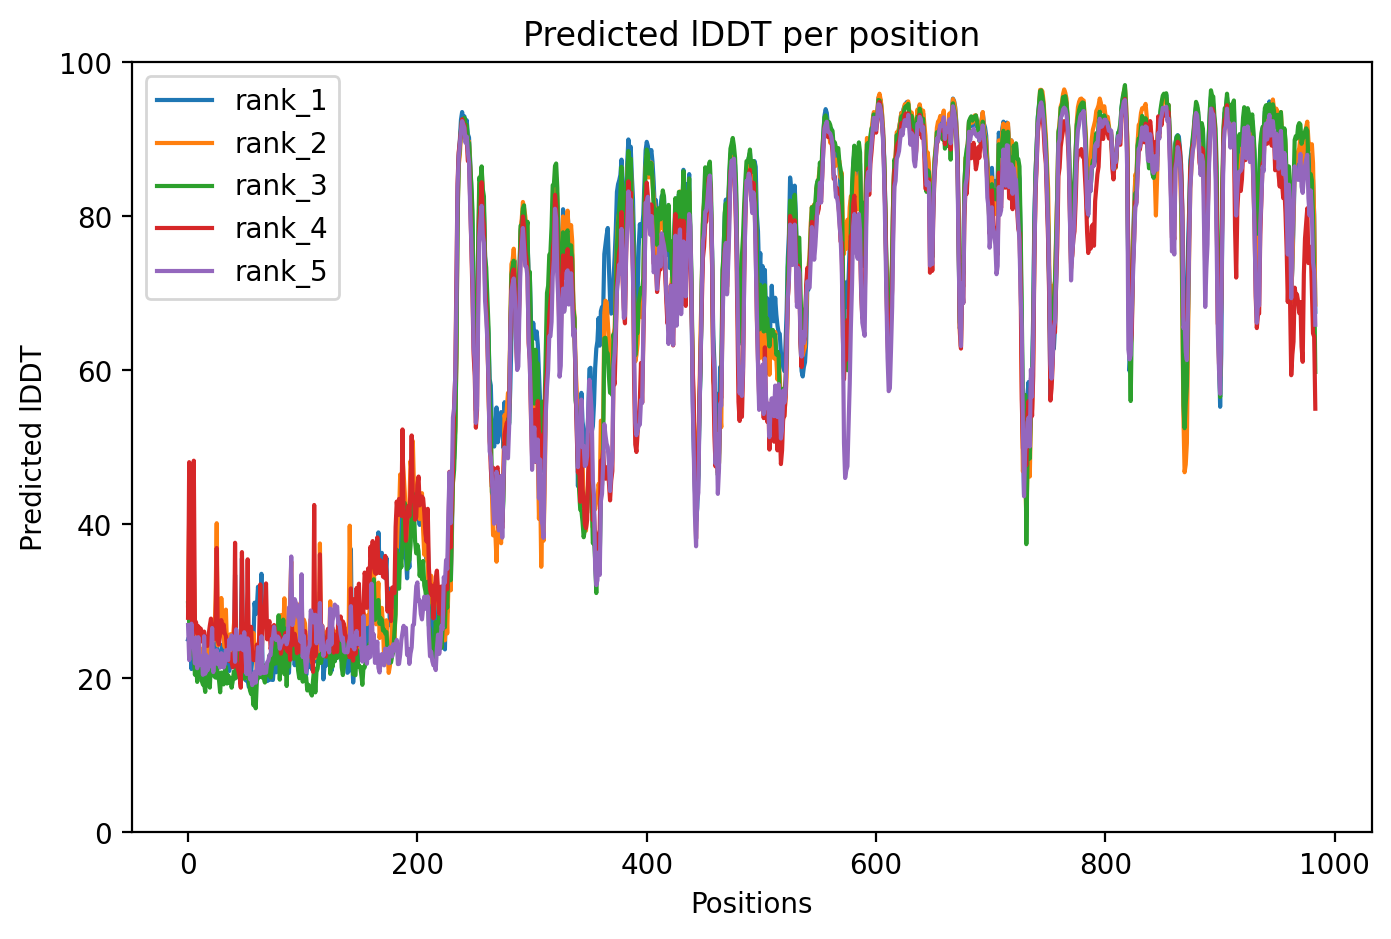 Predicted lDDT per position
100
80
60
40
20
0
Predicted lDDT
rank_1
rank_2
rank_3
rank_4
rank_5
0 200 400 600 800 1000
Positions